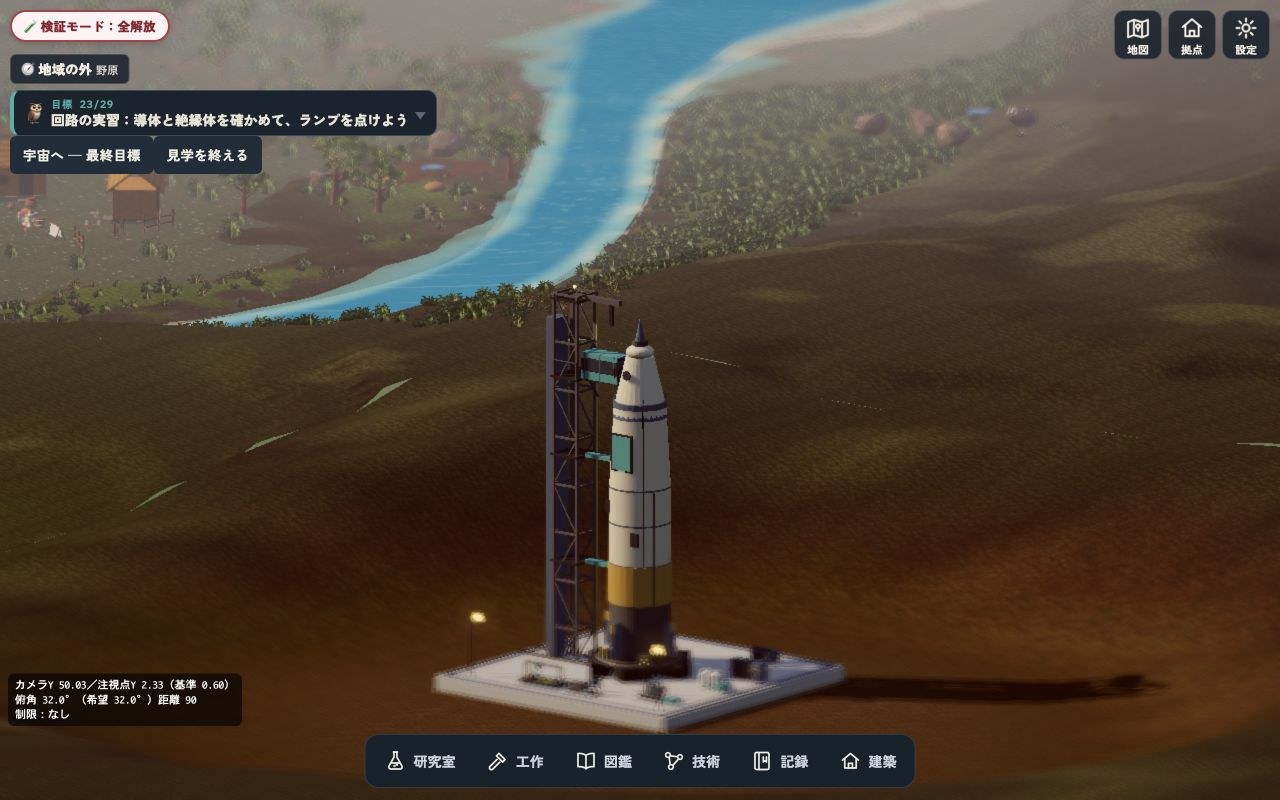 検証モード：全解放
地域の外 野原
目標 23/29
回路の実習：導体と絶縁体を確かめて、ランプを点けよう
宇宙へ — 最終目標
見学を終える
地図
拠点
設定
カメラY 50.03／注視点Y 2.33（基準 0.60）
俯角 32.0°（希望 32.0°）距離 90
制限：なし
研究室
工作
図鑑
技術
記録
建築